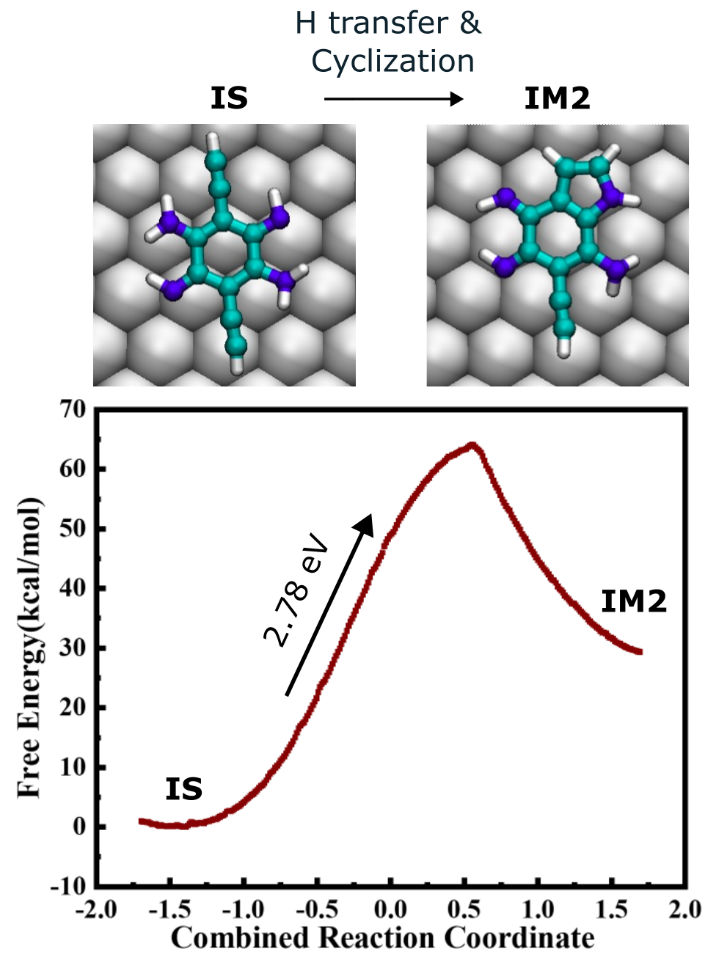 H transfer &
Cyclization
IS
IM2
70
60
50
40
30
20
10
0
-10
Free Energy(kcal/mol)
2.78 eV
IS
IM2
-2.0 -1.5 -1.0 -0.5 0.0 0.5 1.0 1.5 2.0
Combined Reaction Coordinate